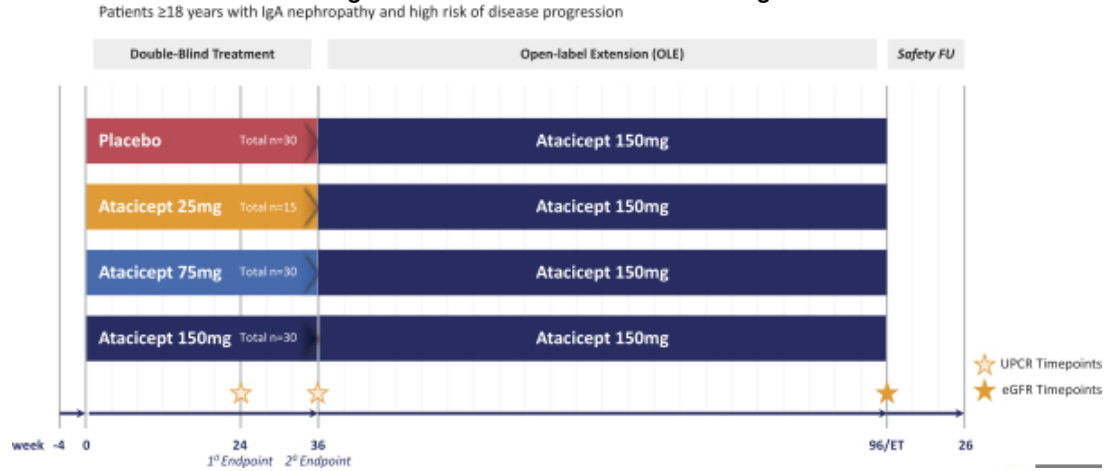 Patients ≥18 years with IgA nephropathy and high risk of disease progression
Double-Blind Treatment Open-label Extension (OLE) Safety FU
Placebo Total n=30 Atacicept 150mg
Atacicept 25mg Total n=15 Atacicept 150mg
Atacicept 75mg Total n=30 Atacicept 150mg
Atacicept 150mg Total n=30 Atacicept 150mg
UPCR Timepoints
eGFR Timepoints
week -4 0 24 36 96/ET 26
1º Endpoint 2º Endpoint